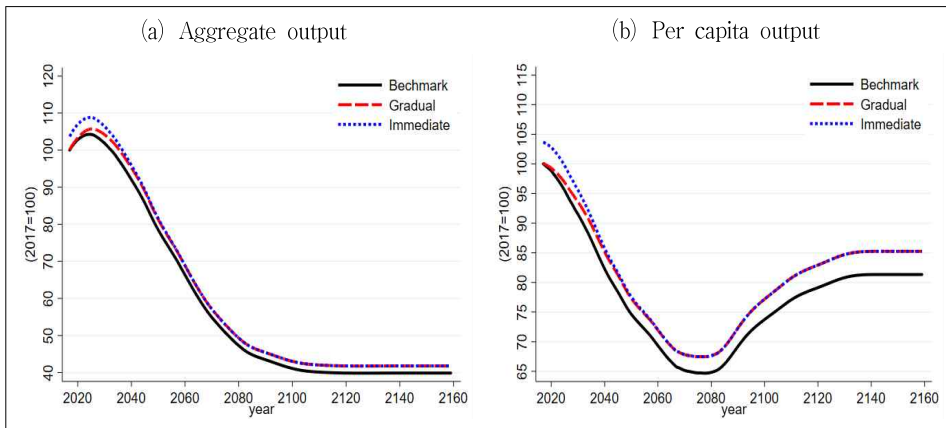 (a) Aggregate output
120
110
100
90
80
70
60
50
40
(2017=100)
Bechmark
Gradual
Immediate
2020 2040 2060 2080 2100 2120 2140 2160
year
(b) Per capita output
115
110
105
100
95
90
85
80
75
70
65
(2017=100)
Bechmark
Gradual
Immediate
2020 2040 2060 2080 2100 2120 2140 2160
year